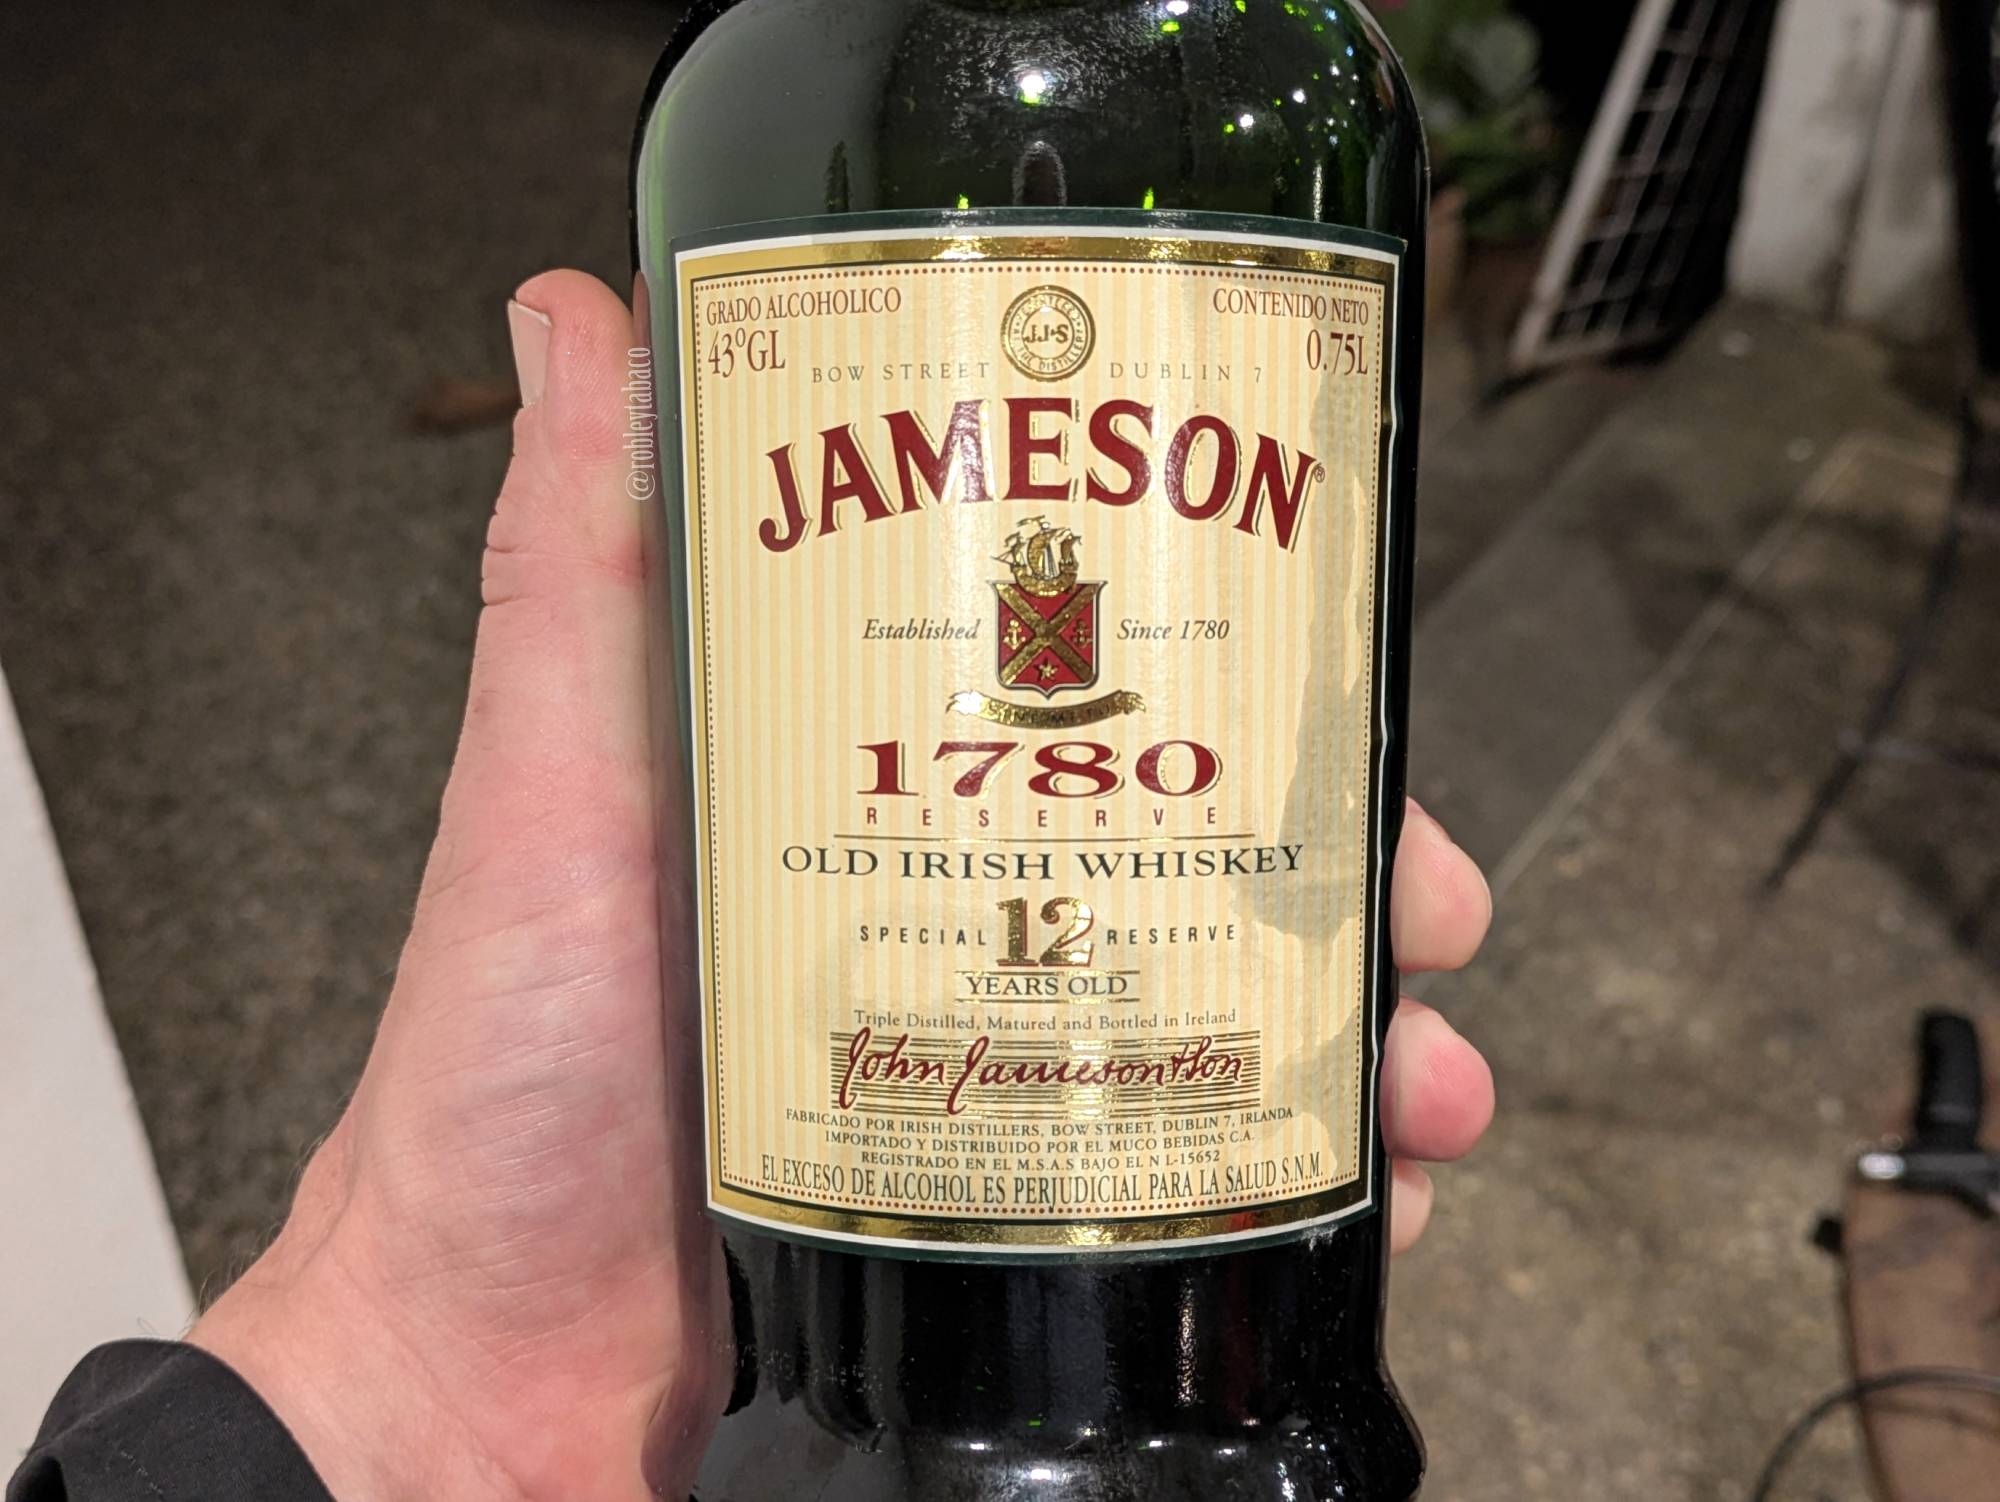 GRADO ALCOHOLICO
43°GL
CONTENIDO NETO
0.75L
J.J.&S
BOW STREET DUBLIN 7
JAMESON®
Established Since 1780
1780
RESERVE
OLD IRISH WHISKEY
SPECIAL 12 RESERVE
YEARS OLD
Triple Distilled, Matured and Bottled in Ireland
John Jameson & Son
FABRICADO POR IRISH DISTILLERS, BOW STREET, DUBLIN 7, IRLANDA
IMPORTADO Y DISTRIBUIDO POR EL MUCO BEBIDAS C.A.
REGISTRADO EN EL M.S.A.S BAJO EL N L-15652
EL EXCESO DE ALCOHOL ES PERJUDICIAL PARA LA SALUD S.N.M.
@robleytabaco